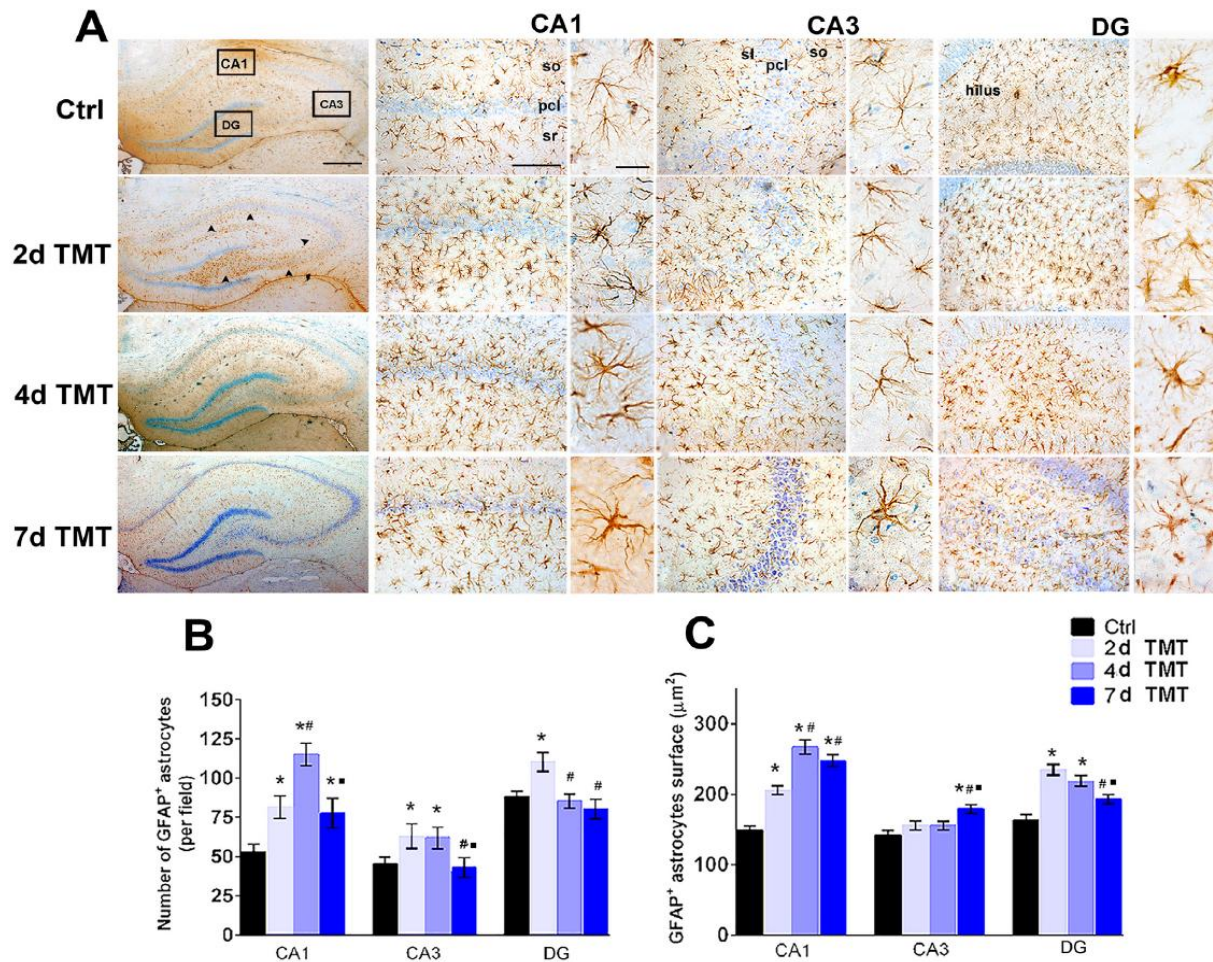 A
CA1
CA3
DG
Ctrl
CA1
CA3
DG
so
pcl
sr
sl
pcl
so
hilus
2d TMT
4d TMT
7d TMT
B
Number of GFAP⁺ astrocytes
(per field)
150
125
100
75
50
25
0
*
*#
*▪
*
*
#▪
*
#
#
CA1
CA3
DG
C
Ctrl
2d TMT
4d TMT
7d TMT
GFAP⁺ astrocytes surface (μm²)
300
200
100
0
*
*#
*#
*#▪
*
*
#▪
CA1
CA3
DG